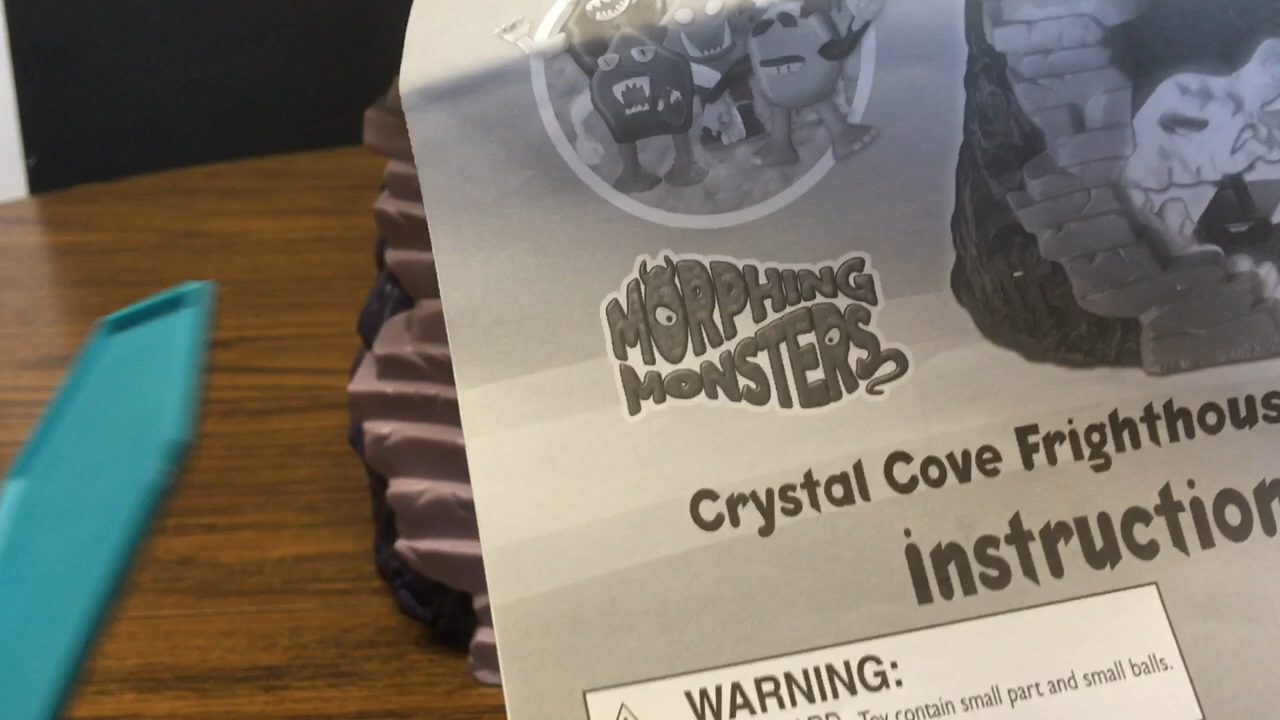 MORPHING
MONSTERS
Crystal Cove Frighthous
instruction
WARNING:
Toy contain small part and small balls.